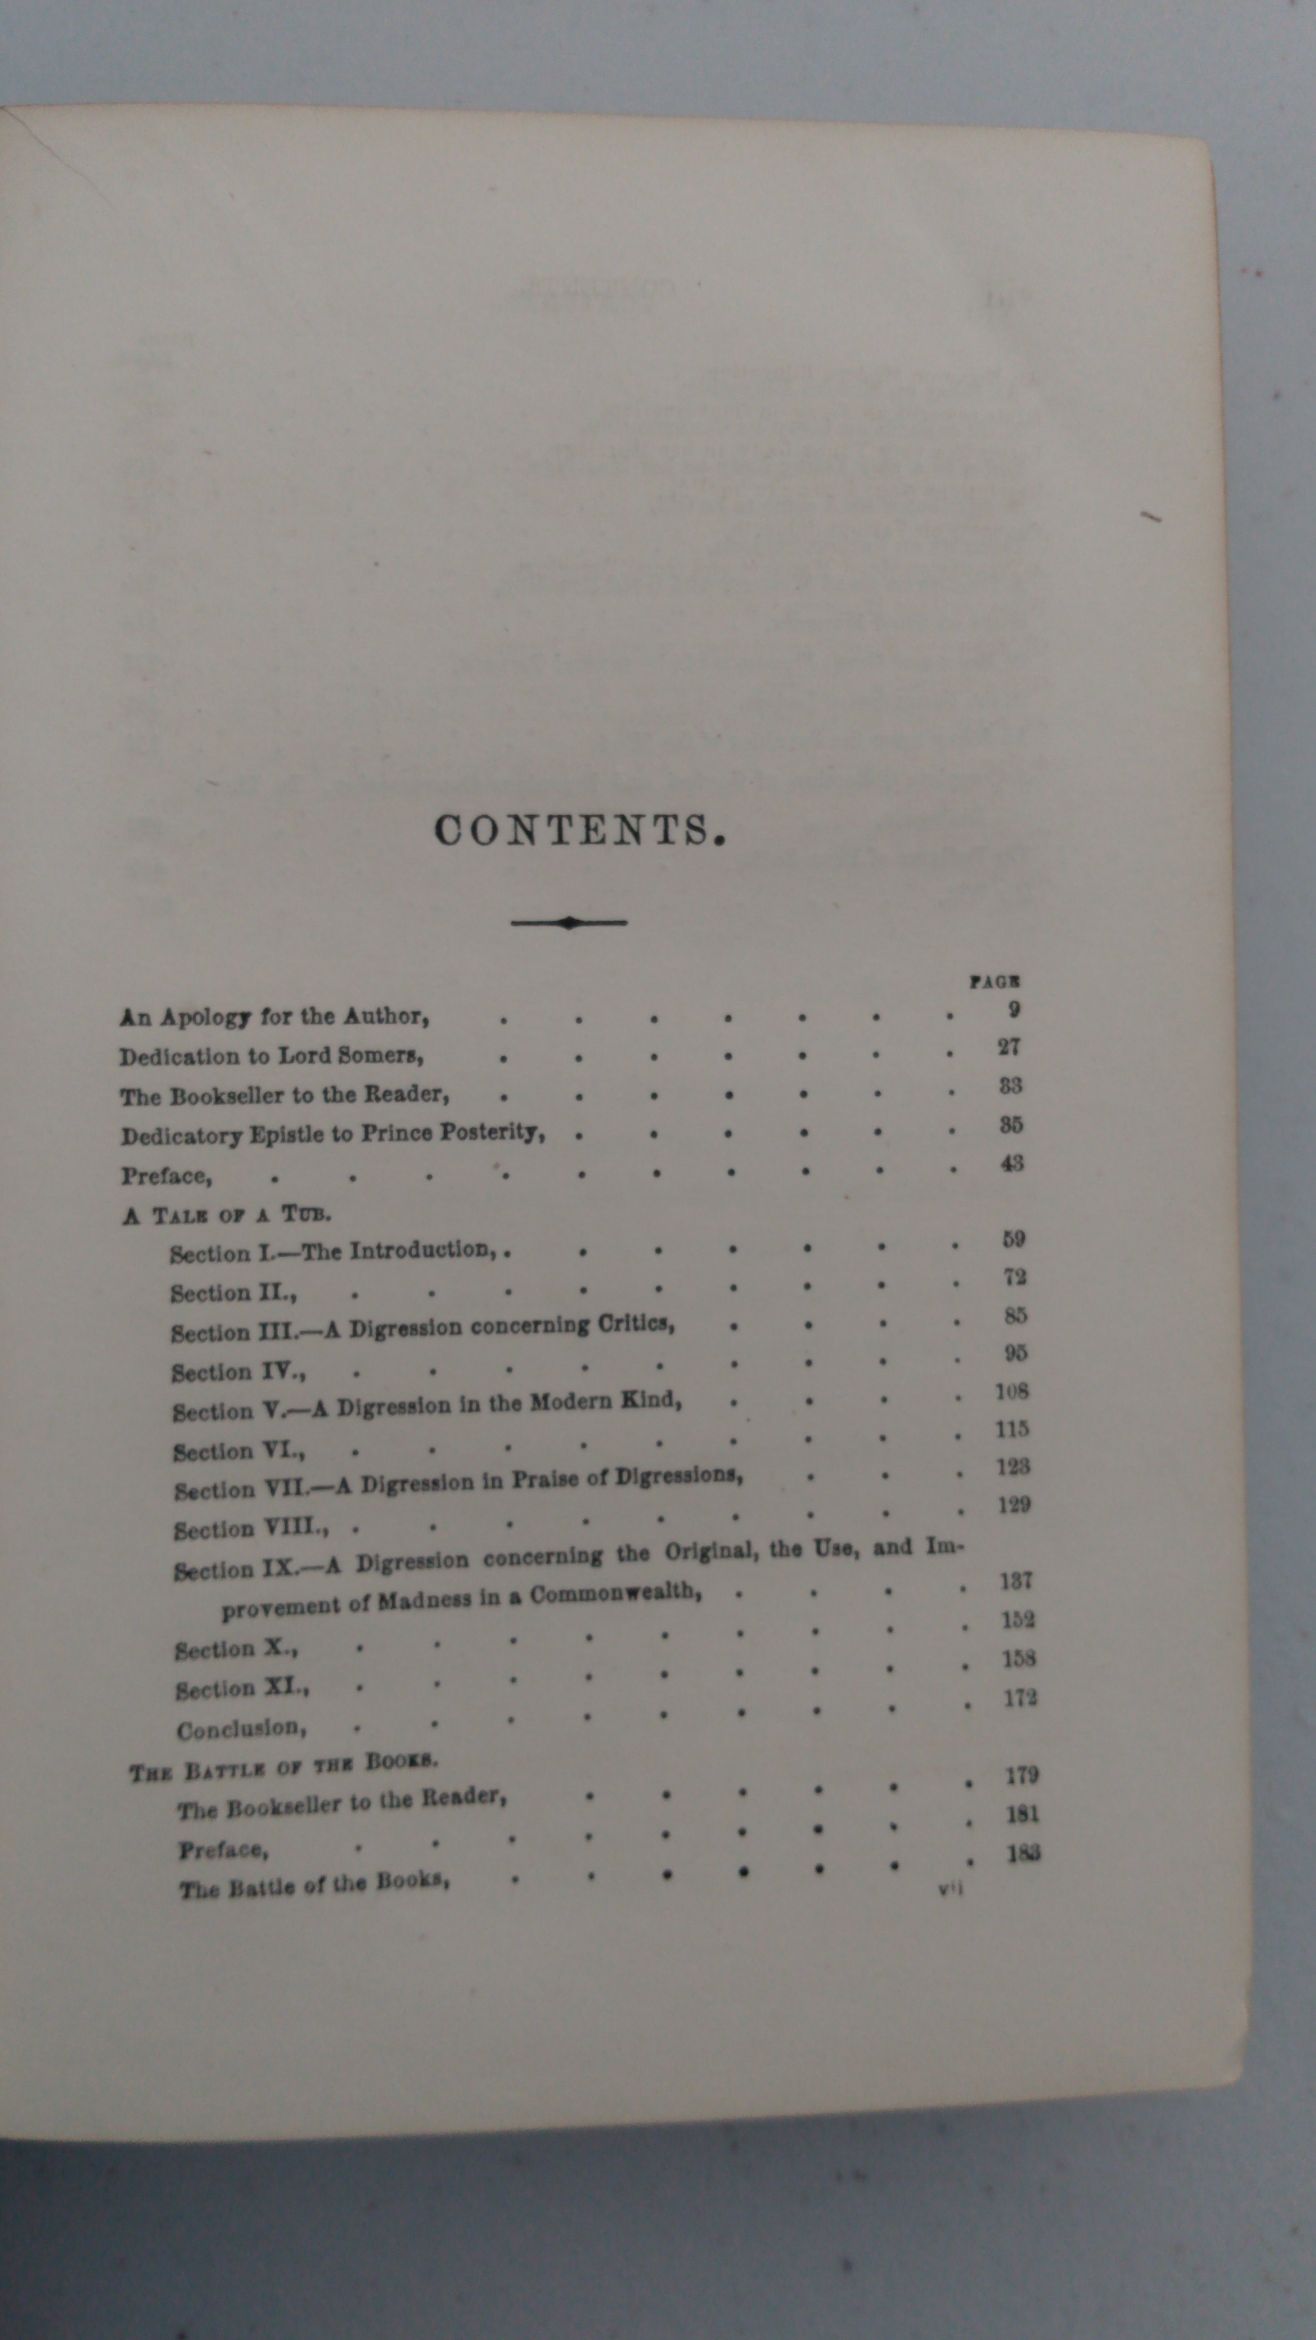 CONTENTS.
PAGE
An Apology for the Author, . . . . . . . 9
Dedication to Lord Somers, . . . . . . . 27
The Bookseller to the Reader, . . . . . . . 33
Dedicatory Epistle to Prince Posterity, . . . . . . 35
Preface, . . . . . . . . . . 43
A TALE OF A TUB.
Section I.—The Introduction, . . . . . . . 59
Section II., . . . . . . . . . 72
Section III.—A Digression concerning Critics, . . . . 85
Section IV., . . . . . . . . . 95
Section V.—A Digression in the Modern Kind, . . . . 108
Section VI., . . . . . . . . . 115
Section VII.—A Digression in Praise of Digressions, . . . 123
Section VIII., . . . . . . . . . 129
Section IX.—A Digression concerning the Original, the Use, and Im-
provement of Madness in a Commonwealth, . . . . 137
Section X., . . . . . . . . . 152
Section XI., . . . . . . . . . 158
Conclusion, . . . . . . . . . 172
THE BATTLE OF THE BOOKS.
The Bookseller to the Reader, . . . . . . 179
Preface, . . . . . . . . . 181
The Battle of the Books, . . . . . . . 183
vii